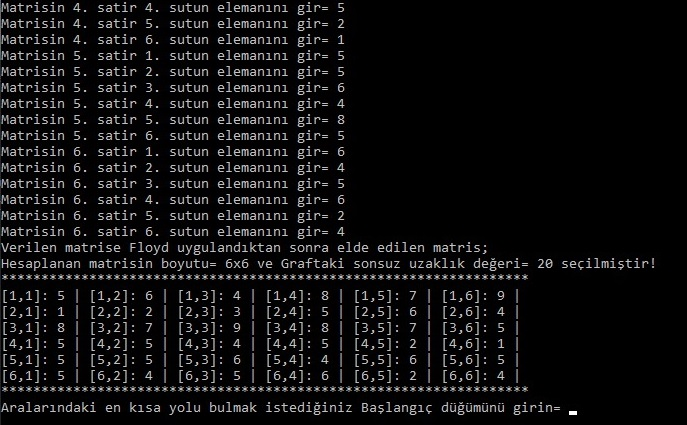 Matrisin 4. satir 4. sutun elemanını gir= 5
Matrisin 4. satir 5. sutun elemanını gir= 2
Matrisin 4. satir 6. sutun elemanını gir= 1
Matrisin 5. satir 1. sutun elemanını gir= 5
Matrisin 5. satir 2. sutun elemanını gir= 5
Matrisin 5. satir 3. sutun elemanını gir= 6
Matrisin 5. satir 4. sutun elemanını gir= 4
Matrisin 5. satir 5. sutun elemanını gir= 8
Matrisin 5. satir 6. sutun elemanını gir= 5
Matrisin 6. satir 1. sutun elemanını gir= 6
Matrisin 6. satir 2. sutun elemanını gir= 4
Matrisin 6. satir 3. sutun elemanını gir= 5
Matrisin 6. satir 4. sutun elemanını gir= 6
Matrisin 6. satir 5. sutun elemanını gir= 2
Matrisin 6. satir 6. sutun elemanını gir= 4
Verilen matrise Floyd uygulandıktan sonra elde edilen matris;
Hesaplanan matrisin boyutu= 6x6 ve Graftaki sonsuz uzaklık değeri= 20 seçilmiştir!
******************************************************************
[1,1]: 5 | [1,2]: 6 | [1,3]: 4 | [1,4]: 8 | [1,5]: 7 | [1,6]: 9 |
[2,1]: 1 | [2,2]: 2 | [2,3]: 3 | [2,4]: 5 | [2,5]: 6 | [2,6]: 4 |
[3,1]: 8 | [3,2]: 7 | [3,3]: 9 | [3,4]: 8 | [3,5]: 7 | [3,6]: 5 |
[4,1]: 5 | [4,2]: 5 | [4,3]: 4 | [4,4]: 5 | [4,5]: 2 | [4,6]: 1 |
[5,1]: 5 | [5,2]: 5 | [5,3]: 6 | [5,4]: 4 | [5,5]: 6 | [5,6]: 5 |
[6,1]: 5 | [6,2]: 4 | [6,3]: 5 | [6,4]: 6 | [6,5]: 2 | [6,6]: 4 |
******************************************************************
Aralarındaki en kısa yolu bulmak istediğiniz Başlangıç düğümünü girin=